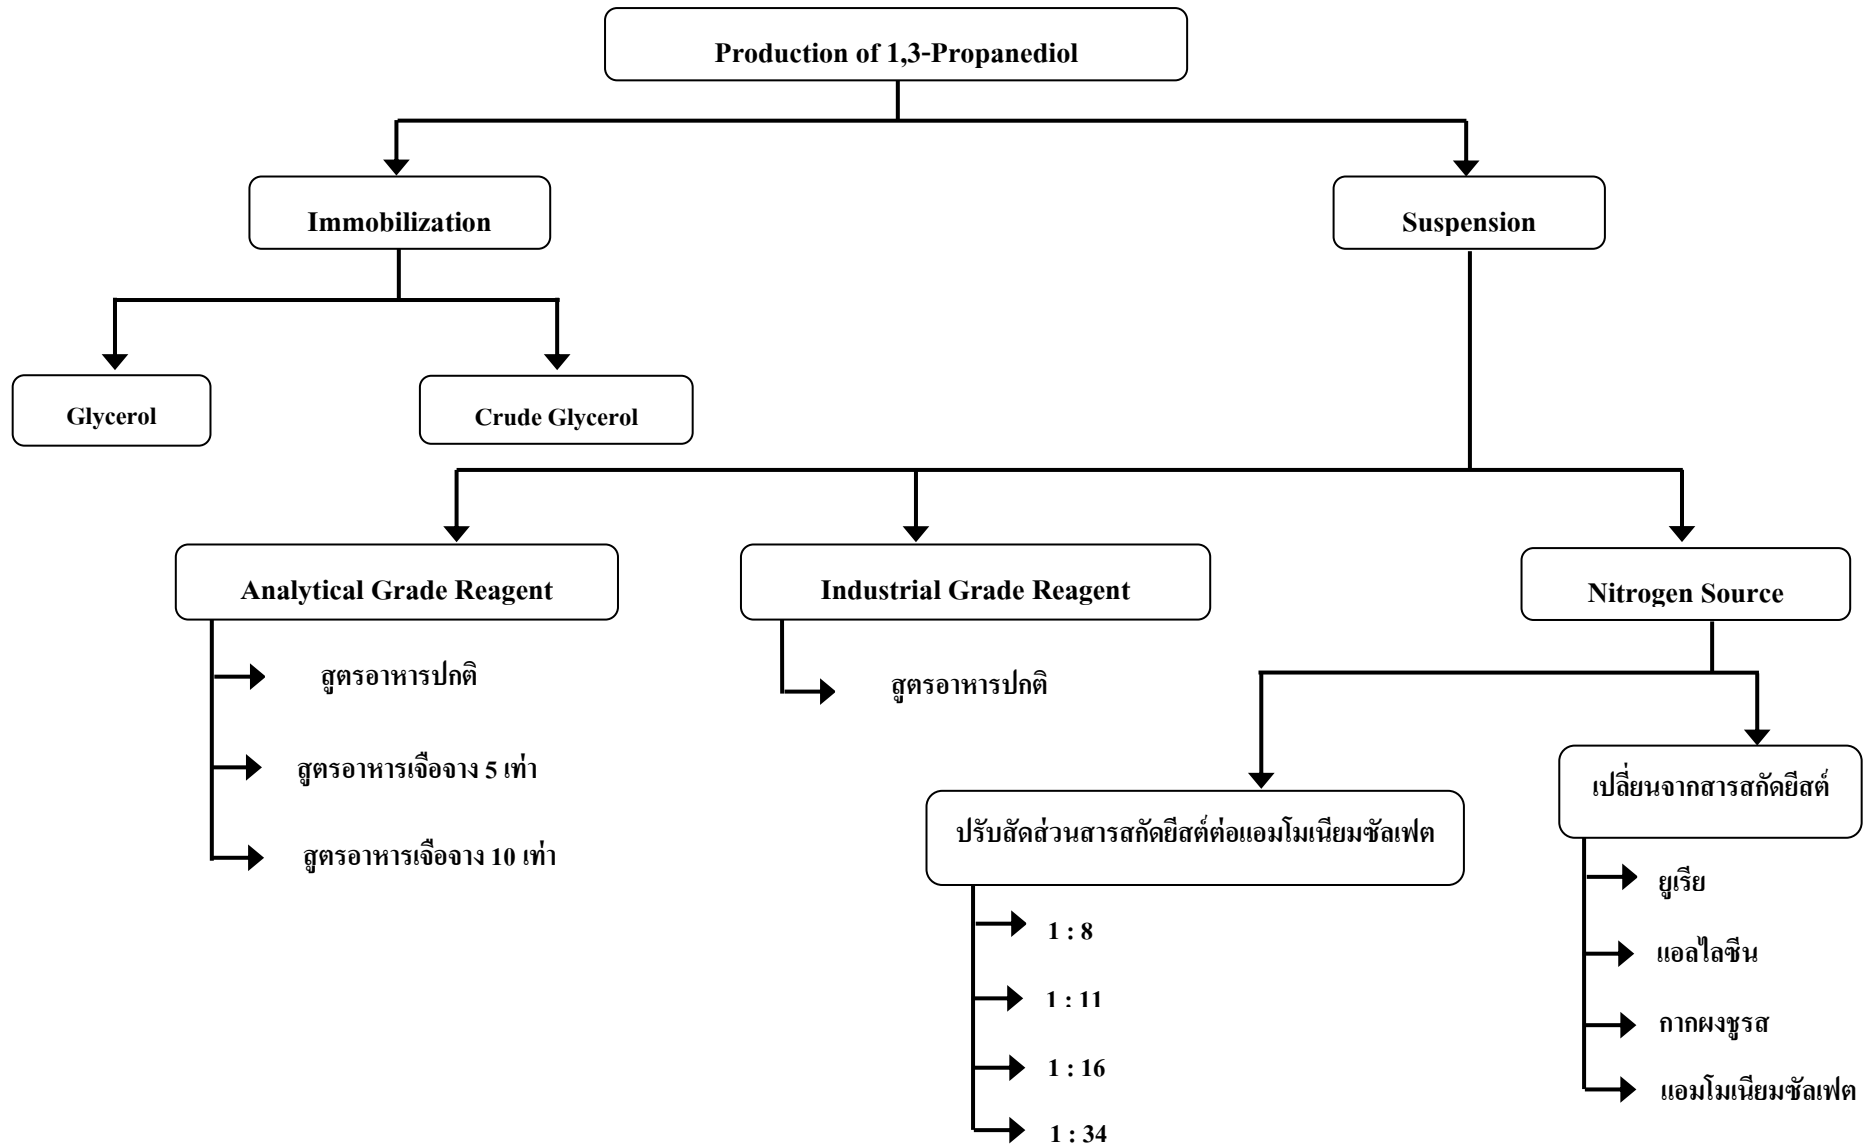 Production of 1,3-Propanediol
Immobilization
Suspension
Glycerol
Crude Glycerol
Analytical Grade Reagent
Industrial Grade Reagent
Nitrogen Source
สูตรอาหารปกติ
สูตรอาหารเจือจาง 5 เท่า
สูตรอาหารเจือจาง 10 เท่า
สูตรอาหารปกติ
ปรับสัดส่วนสารสกัดยีสต์ต่อแอมโมเนียมซัลเฟต
1 : 8
1 : 11
1 : 16
1 : 34
เปลี่ยนจากสารสกัดยีสต์
ยูเรีย
แอลไลซีน
กากผงชูรส
แอมโมเนียมซัลเฟต